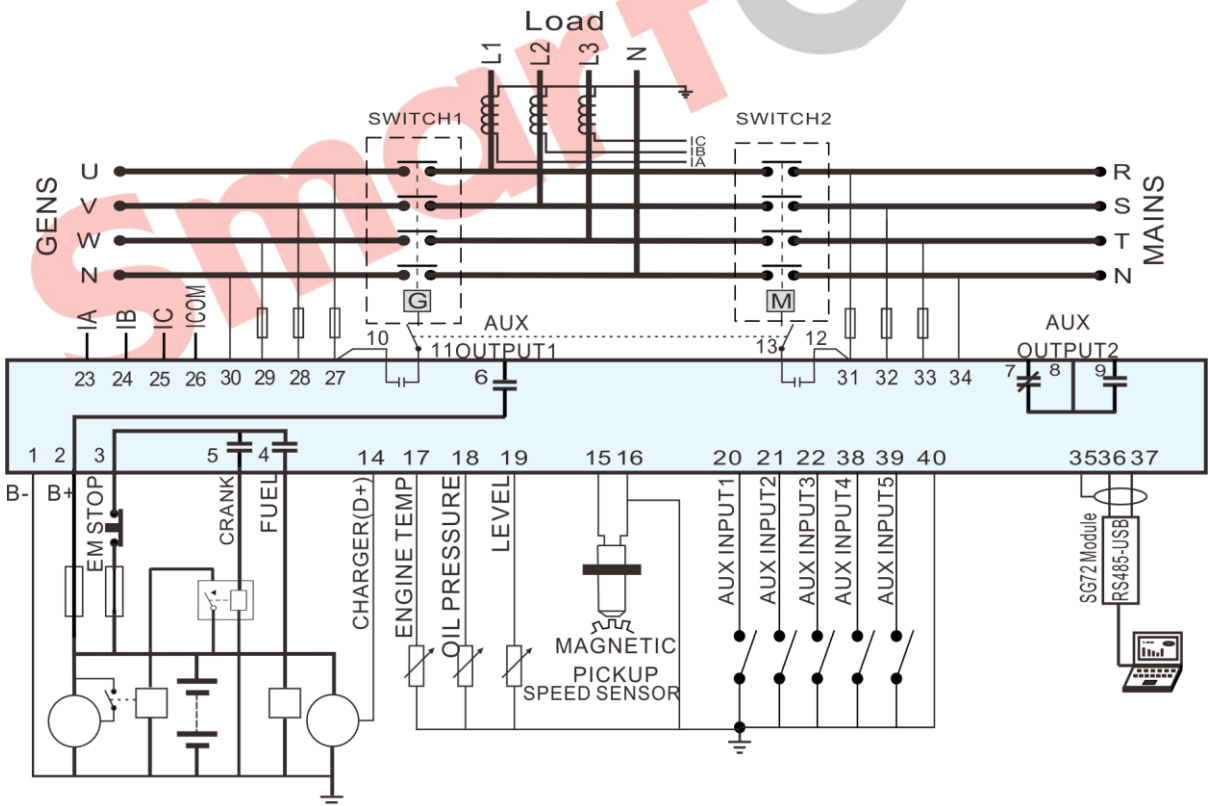 Smart
Load
L1 L2 L3 N
SWITCH1
SWITCH2
IC
IB
IA
GENS
U
V
W
N
R
S
T
N
MAINS
G
M
IA IB IC ICOM
10
AUX
11 OUTPUT1
12
13
AUX
OUTPUT2
23 24 25 26 30 29 28 27
6
31 32 33 34
7 8 9
1 2 3 5 4 14 17 18 19 15 16 20 21 22 38 39 40 35 36 37
B- B+
EM STOP
CRANK
FUEL
CHARGER(D+)
ENGINE TEMP
OIL PRESSURE
LEVEL
MAGNETIC
PICKUP
SPEED SENSOR
AUX INPUT1
AUX INPUT2
AUX INPUT3
AUX INPUT4
AUX INPUT5
SG72 Module
RS485-USB